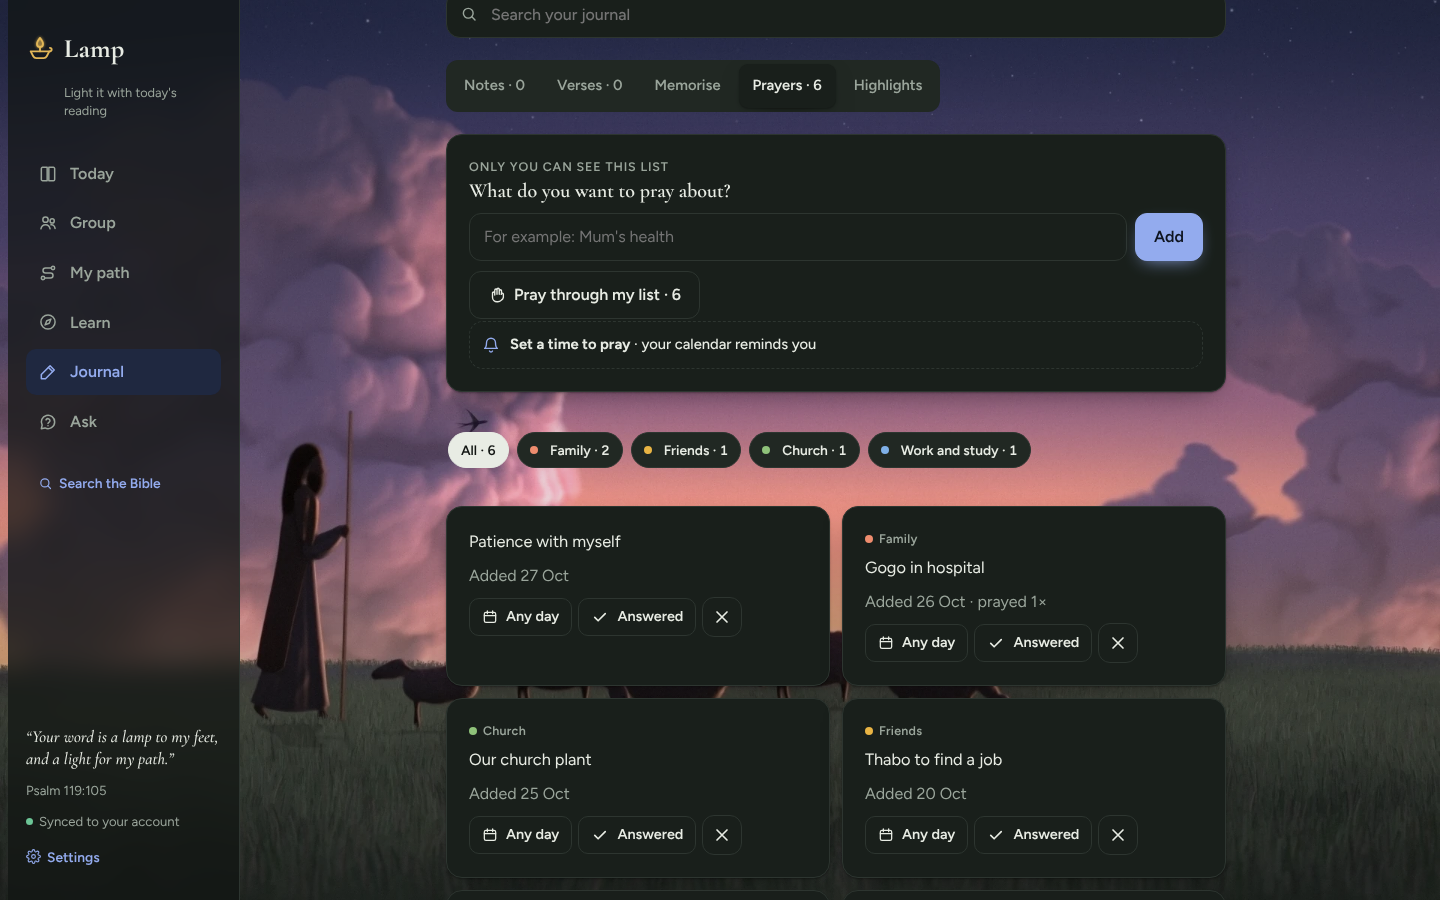 Lamp
Light it with today's
reading
Today
Group
My path
Learn
Journal
Ask
Search the Bible
“Your word is a lamp to my feet,
and a light for my path.”
Psalm 119:105
Synced to your account
Settings
Search your journal
Notes · 0 Verses · 0 Memorise Prayers · 6 Highlights
ONLY YOU CAN SEE THIS LIST
What do you want to pray about?
For example: Mum's health Add
Pray through my list · 6
Set a time to pray · your calendar reminds you
All · 6 Family · 2 Friends · 1 Church · 1 Work and study · 1
Patience with myself
Added 27 Oct
Any day Answered
Family
Gogo in hospital
Added 26 Oct · prayed 1×
Any day Answered
Church
Our church plant
Added 25 Oct
Any day Answered
Friends
Thabo to find a job
Added 20 Oct
Any day Answered